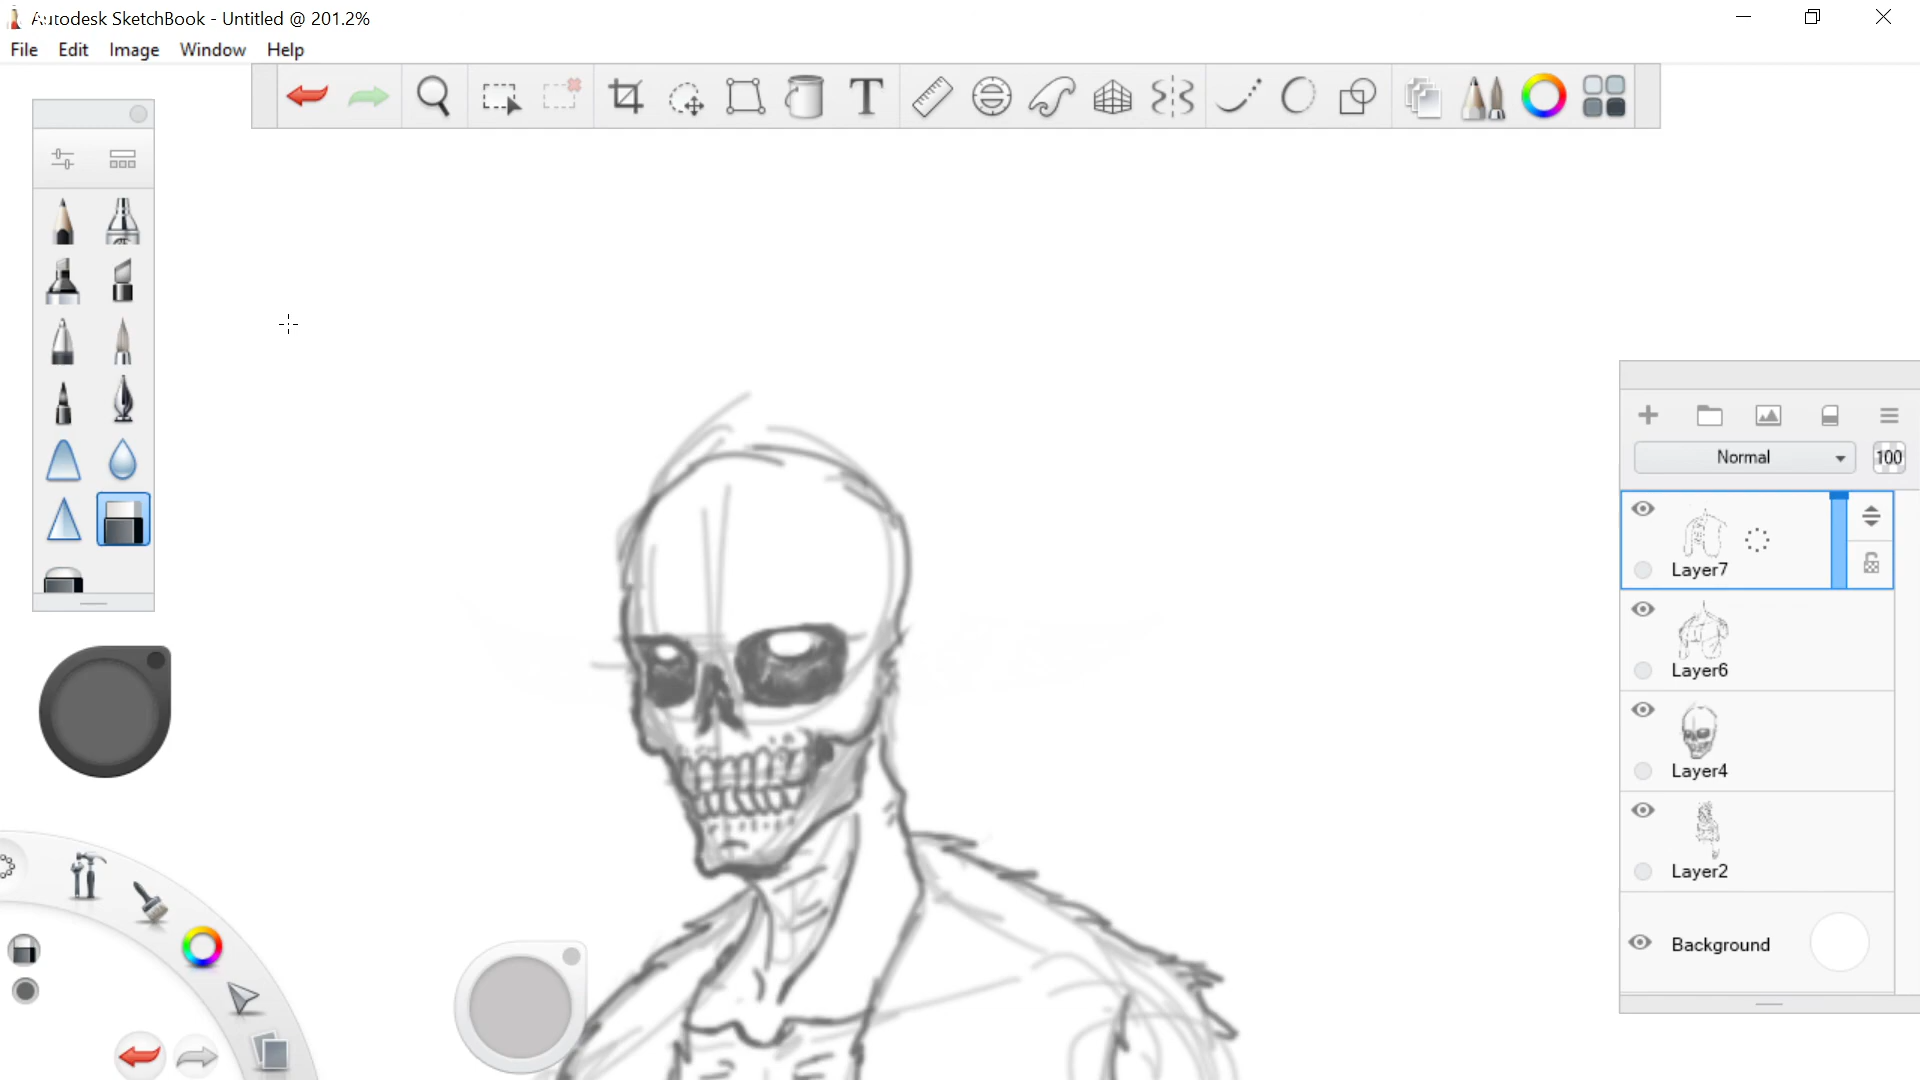 Autodesk SketchBook - Untitled @ 201.2%
File Edit Image Window Help
T
Normal 100
Layer7
Layer6
Layer4
Layer2
Background